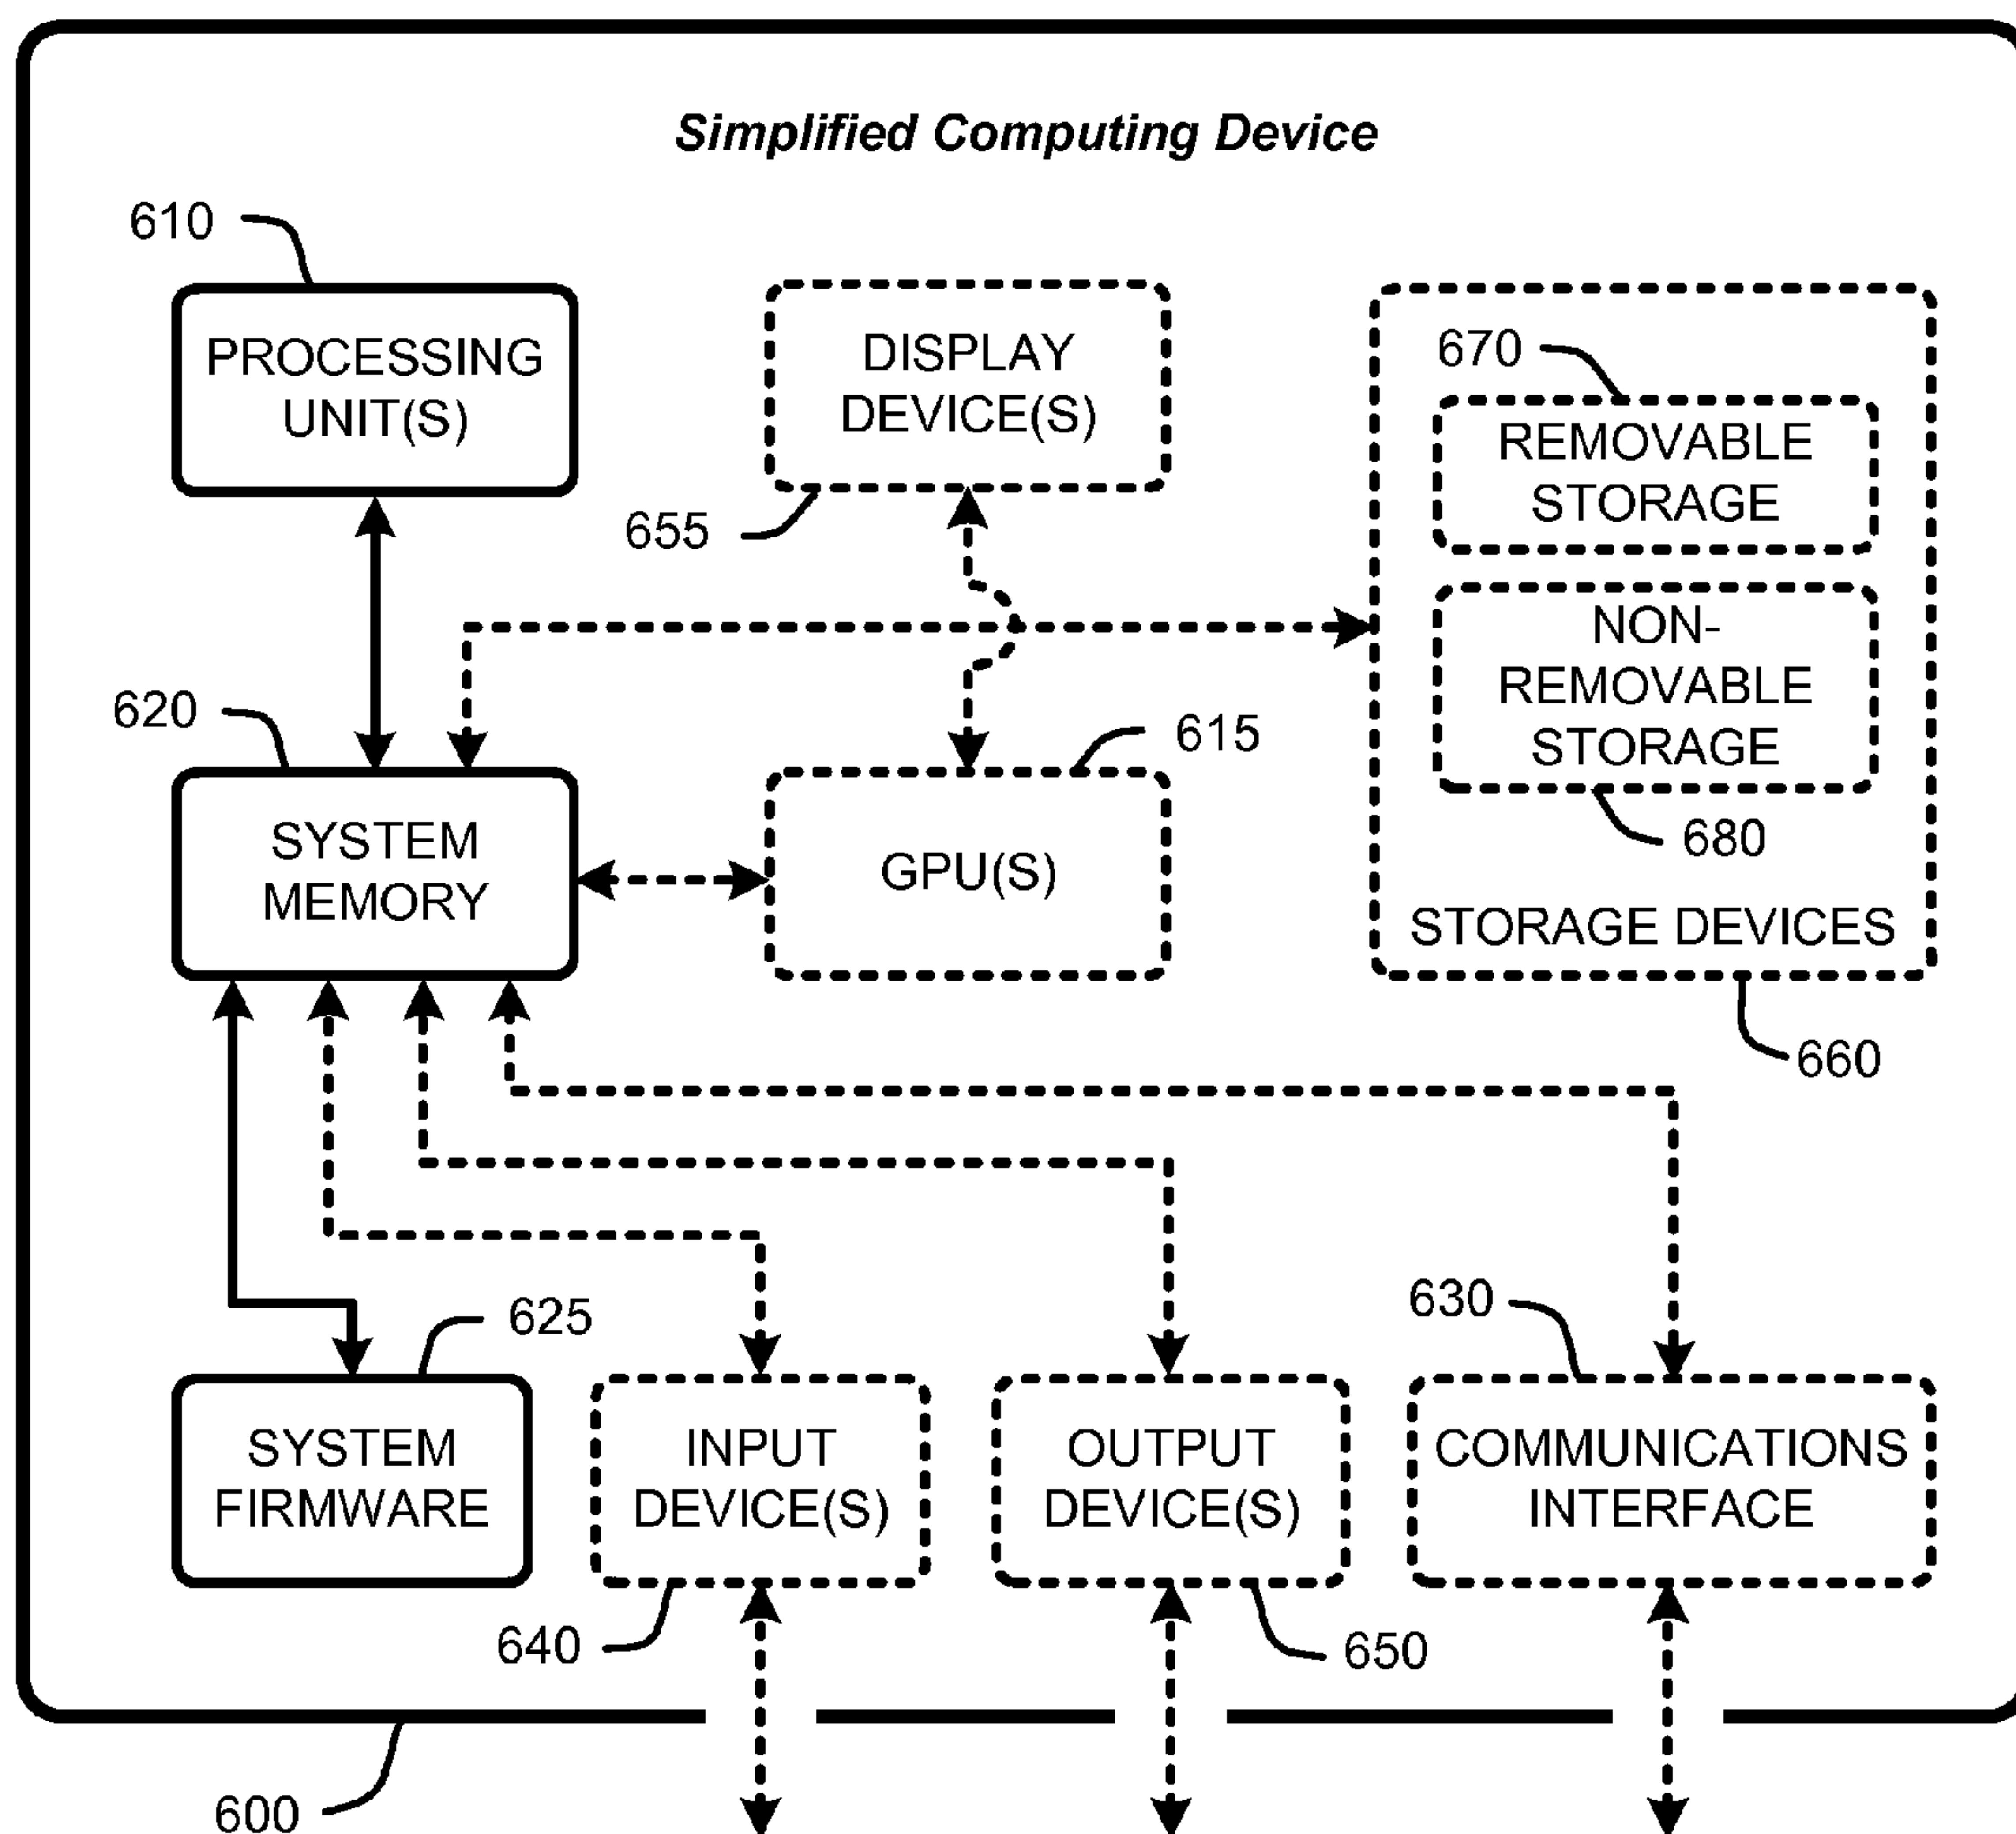 Simplified Computing Device
610
PROCESSING
UNIT(S)
DISPLAY
DEVICE(S)
655
670
REMOVABLE
STORAGE
NON-
REMOVABLE
STORAGE
680
STORAGE DEVICES
660
620
SYSTEM
MEMORY
615
GPU(S)
625
SYSTEM
FIRMWARE
INPUT
DEVICE(S)
640
OUTPUT
DEVICE(S)
650
630
COMMUNICATIONS
INTERFACE
600